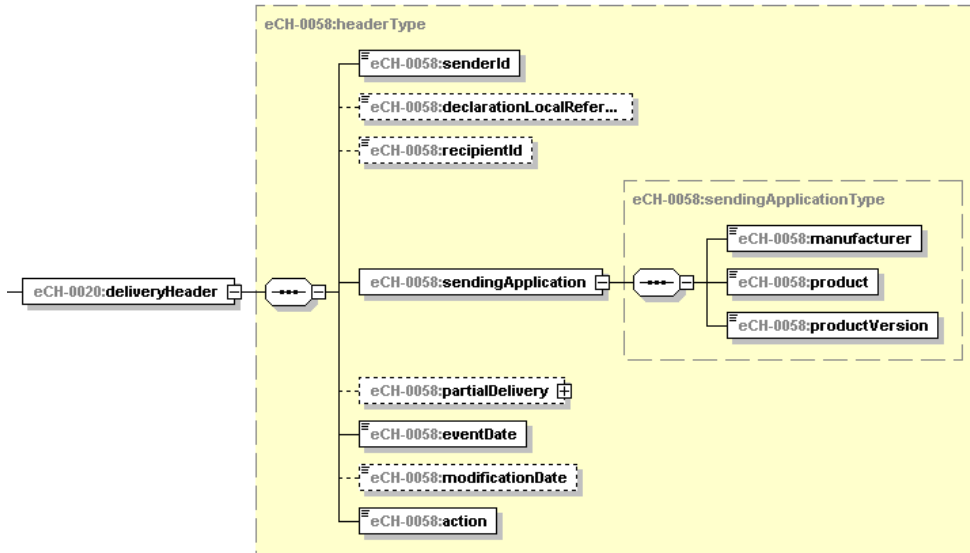 eCH-0058:headerType
eCH-0058:senderId
eCH-0058:declarationLocalRefer...
eCH-0058:recipientId
eCH-0058:sendingApplicationType
eCH-0058:manufacturer
eCH-0020:deliveryHeader
eCH-0058:sendingApplication
eCH-0058:product
eCH-0058:productVersion
eCH-0058:partialDelivery
eCH-0058:eventDate
eCH-0058:modificationDate
eCH-0058:action